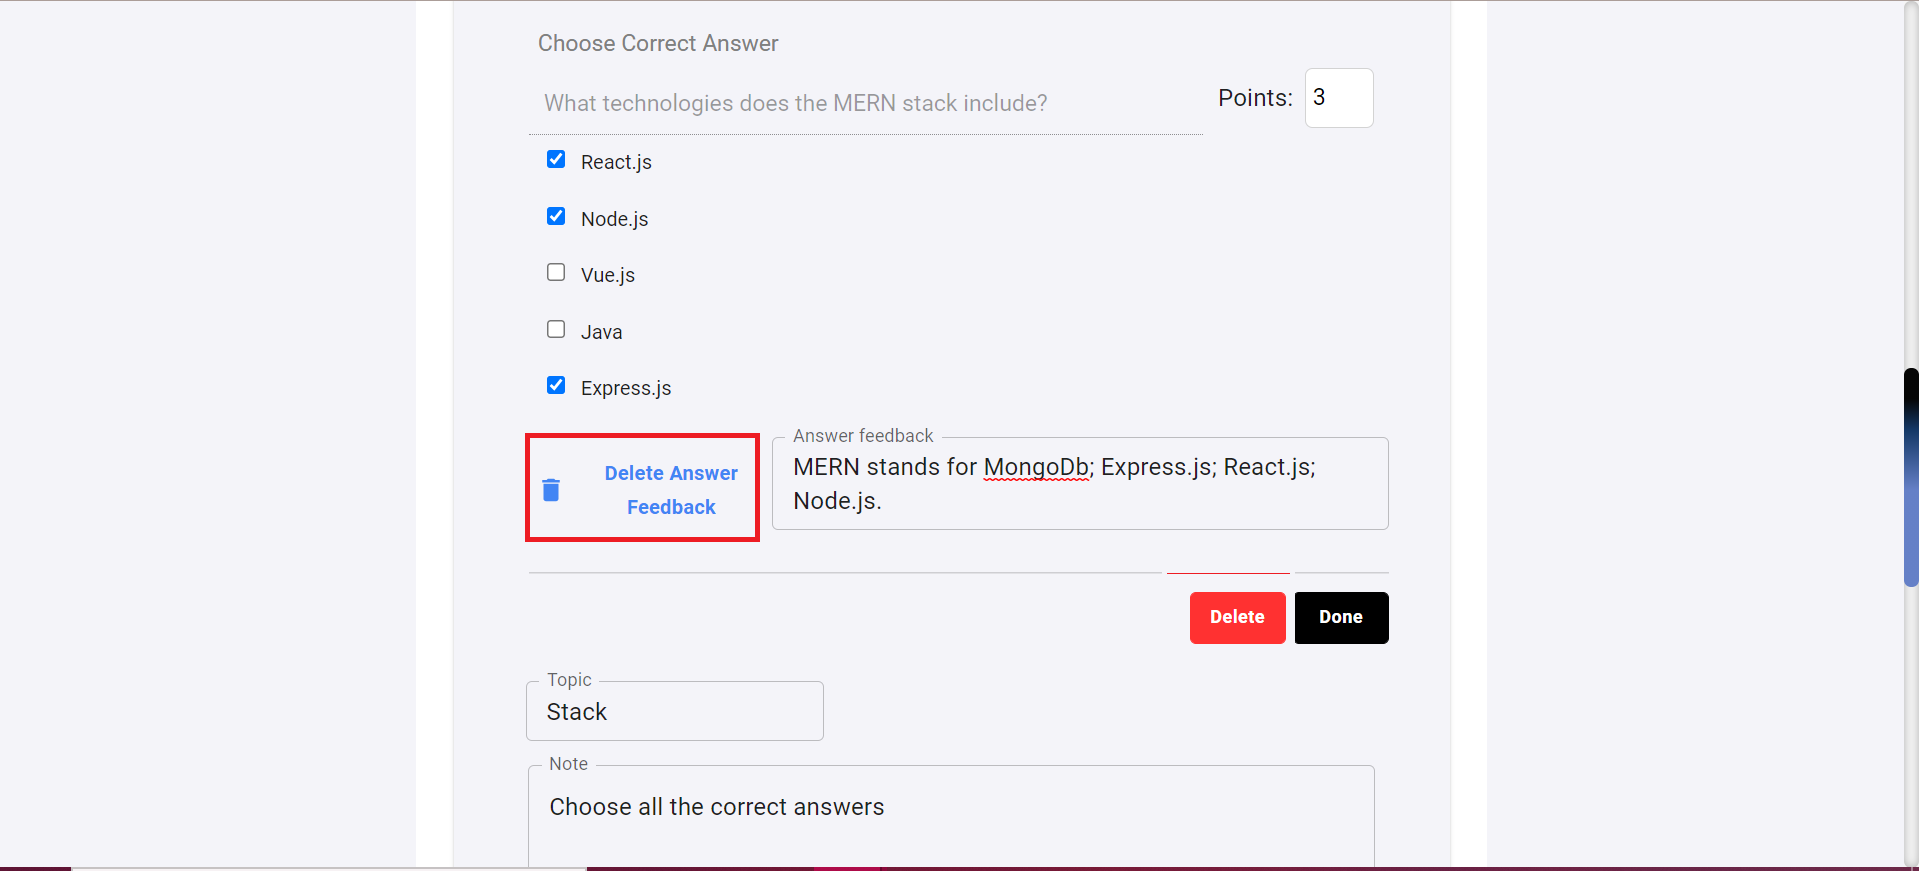 Choose Correct Answer
What technologies does the MERN stack include?
Points: 3
React.js
Node.js
Vue.js
Java
Express.js
Delete Answer
Feedback
Answer feedback
MERN stands for MongoDb; Express.js; React.js;
Node.js.
Delete Done
Topic
Stack
Note
Choose all the correct answers